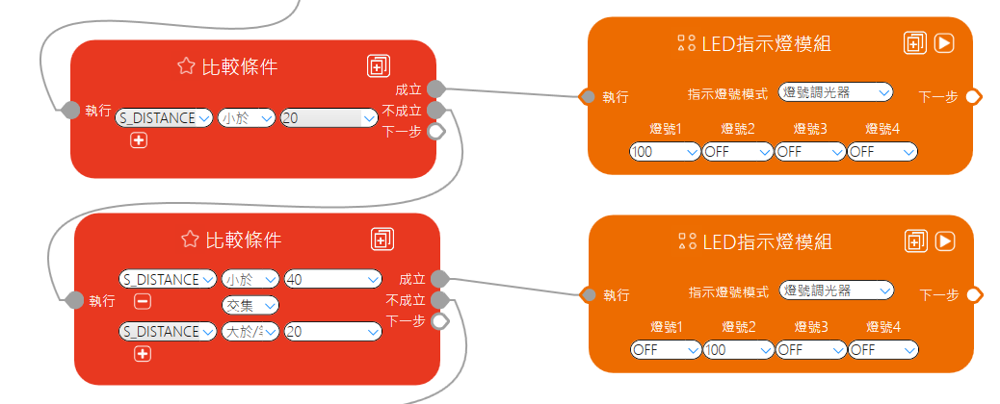 比較條件
成立
執行 S_DISTANCE 小於 20 不成立
下一步
LED指示燈模組
執行 指示燈號模式 燈號調光器 下一步
燈號1 燈號2 燈號3 燈號4
100 OFF OFF OFF
比較條件
S_DISTANCE 小於 40 成立
執行 交集 不成立
S_DISTANCE 大於/ 20 下一步
LED指示燈模組
執行 指示燈號模式 燈號調光器 下一步
燈號1 燈號2 燈號3 燈號4
OFF 100 OFF OFF